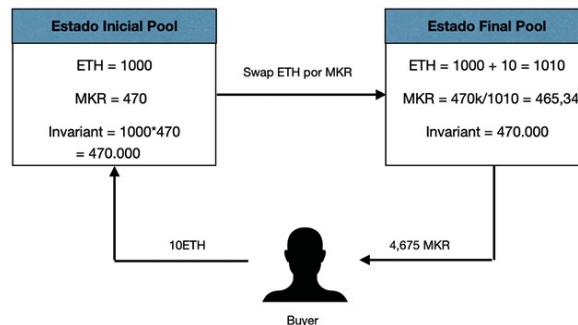 Estado Inicial Pool
ETH = 1000
MKR = 470
Invariant = 1000*470
= 470.000
Swap ETH por MKR
Estado Final Pool
ETH = 1000 + 10 = 1010
MKR = 470k/1010 = 465,34
Invariant = 470.000
10ETH
4,675 MKR
Buyer